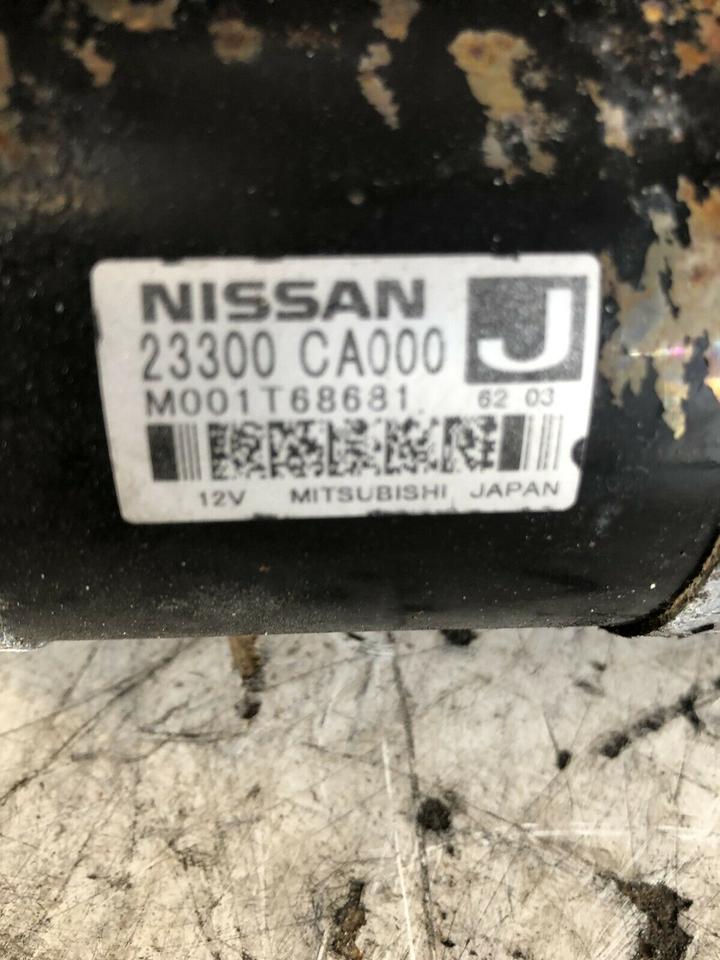 NISSAN
J
23300 CA000
M001T68681 62 03
12V MITSUBISHI JAPAN